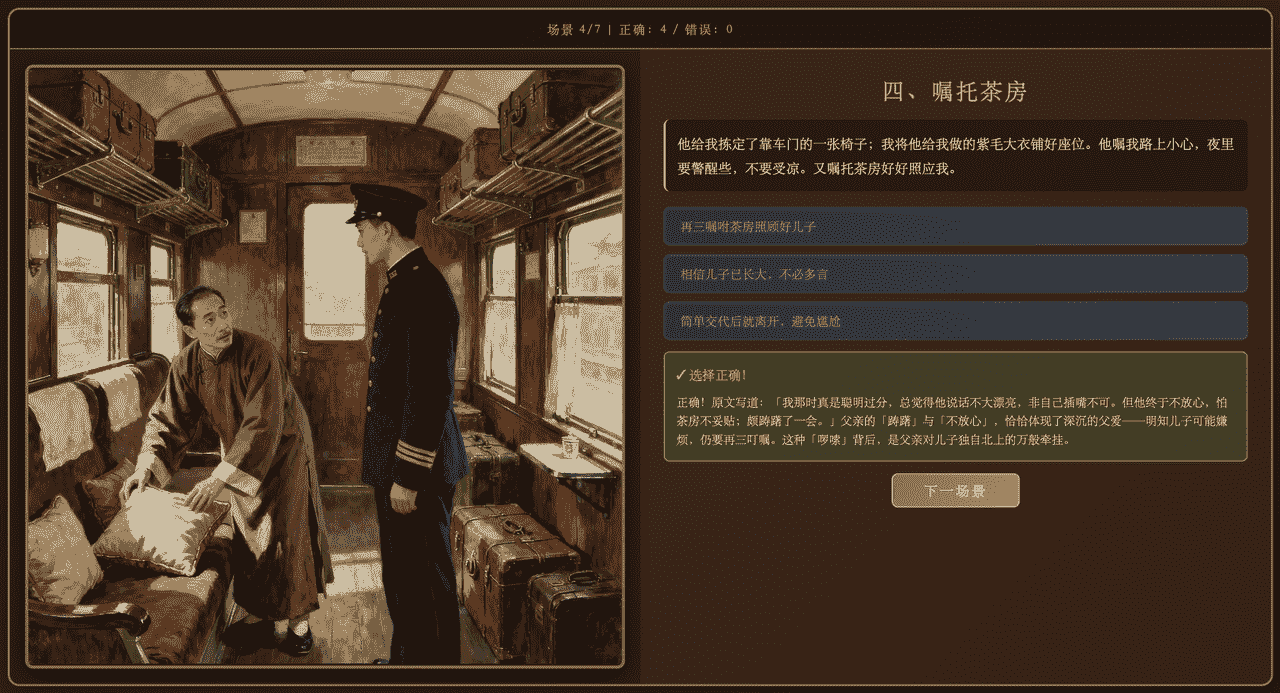 场景 4/7 | 正确: 4 / 错误: 0
四、嘱托茶房
他给我拣定了靠车门的一张椅子；我将他给我做的紫毛大衣铺好座位。他嘱我路上小心，夜里
要警醒些，不要受凉。又嘱托茶房好好照应我。
再三嘱咐茶房照顾好儿子
相信儿子已长大，不必多言
简单交代后就离开，避免尴尬
✓ 选择正确！
正确！原文写道：「我那时真是聪明过分，总觉得他说话不大漂亮，非自己插嘴不可。但他终于不放心，怕
茶房不妥贴；颇踌躇了一会。」父亲的「踌躇」与「不放心」，恰恰体现了深沉的父爱——明知儿子可能嫌
烦，仍要再三叮嘱。这种「啰嗦」背后，是父亲对儿子独自北上的万般牵挂。
下一场景